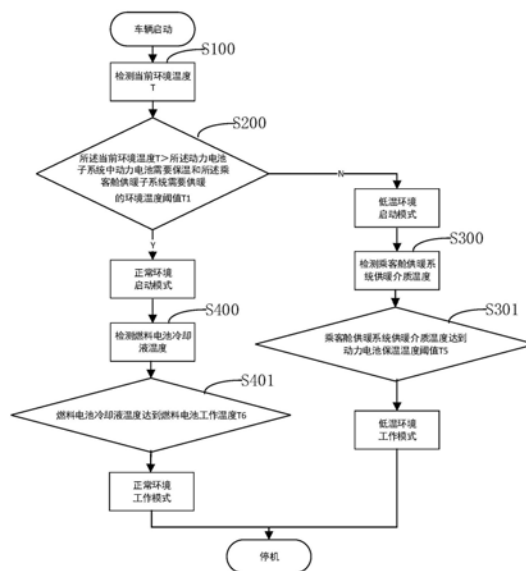 车辆启动
S100
检测当前环境温度
T
S200
所述当前环境温度T＞所述动力电池
子系统中动力电池需要保温和所述乘
客舱供暖子系统需要供暖
的环境温度阈值T1
N
Y
低温环境
启动模式
正常环境
启动模式
S300
检测乘客舱供暖系
统供暖介质温度
S400
检测燃料电池冷却
液温度
S301
乘客舱供暖系统供暖介质温度达到
动力电池保温温度阈值T5
S401
燃料电池冷却液温度达到燃料电池工作温度T6
低温环境
工作模式
正常环境
工作模式
停机